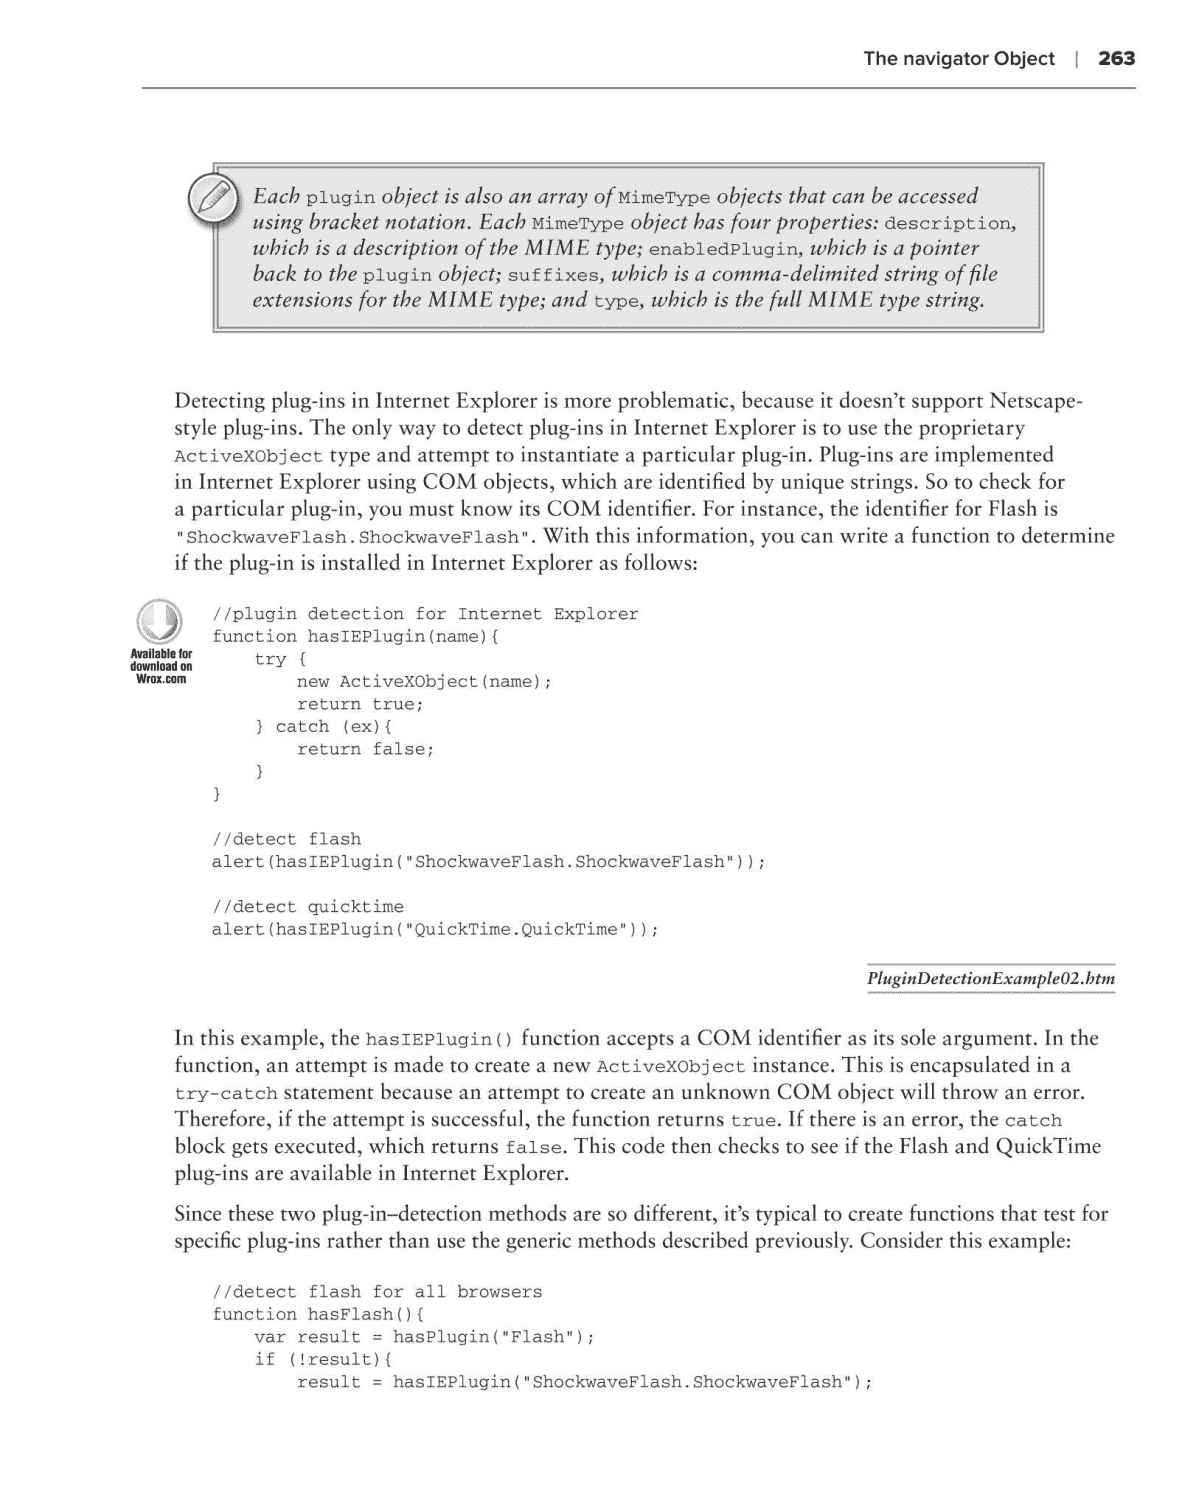 The navigator Object | 263
Each plugin object is also an array of MimeType objects that can be accessed
using bracket notation. Each MimeType object has four properties: description,
which is a description of the MIME type; enabledPlugin, which is a pointer
back to the plugin object; suffixes, which is a comma-delimited string of file
extensions for the MIME type; and type, which is the full MIME type string.
Detecting plug-ins in Internet Explorer is more problematic, because it doesn't support Netscape-
style plug-ins. The only way to detect plug-ins in Internet Explorer is to use the proprietary
ActiveXObject type and attempt to instantiate a particular plug-in. Plug-ins are implemented
in Internet Explorer using COM objects, which are identified by unique strings. So to check for
a particular plug-in, you must know its COM identifier. For instance, the identifier for Flash is
"ShockwaveFlash.ShockwaveFlash". With this information, you can write a function to determine
if the plug-in is installed in Internet Explorer as follows:
Available for
download on
Wrox.com
//plugin detection for Internet Explorer
function hasIEPlugin(name){
    try {
        new ActiveXObject(name);
        return true;
    } catch (ex){
        return false;
    }
}
//detect flash
alert(hasIEPlugin("ShockwaveFlash.ShockwaveFlash"));
//detect quicktime
alert(hasIEPlugin("QuickTime.QuickTime"));
PluginDetectionExample02.htm
In this example, the hasIEPlugin() function accepts a COM identifier as its sole argument. In the
function, an attempt is made to create a new ActiveXObject instance. This is encapsulated in a
try-catch statement because an attempt to create an unknown COM object will throw an error.
Therefore, if the attempt is successful, the function returns true. If there is an error, the catch
block gets executed, which returns false. This code then checks to see if the Flash and QuickTime
plug-ins are available in Internet Explorer.
Since these two plug-in–detection methods are so different, it's typical to create functions that test for
specific plug-ins rather than use the generic methods described previously. Consider this example:
//detect flash for all browsers
function hasFlash(){
    var result = hasPlugin("Flash");
    if (!result){
        result = hasIEPlugin("ShockwaveFlash.ShockwaveFlash");